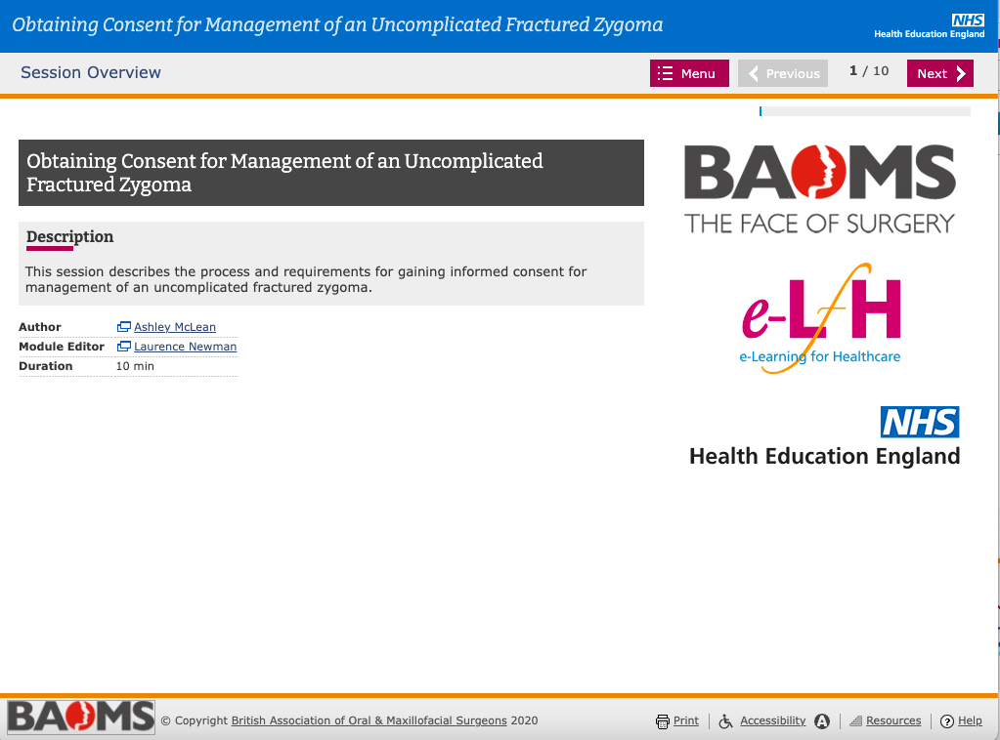 Obtaining Consent for Management of an Uncomplicated Fractured Zygoma
NHS
Health Education England
Session Overview
Menu
Previous
1 / 10
Next
Obtaining Consent for Management of an Uncomplicated
Fractured Zygoma
Description
This session describes the process and requirements for gaining informed consent for
management of an uncomplicated fractured zygoma.
Author Ashley McLean
Module Editor Laurence Newman
Duration 10 min
BAOMS
THE FACE OF SURGERY
e-LfH
e-Learning for Healthcare
NHS
Health Education England
BAOMS © Copyright British Association of Oral & Maxillofacial Surgeons 2020
Print
Accessibility
A
Resources
? Help